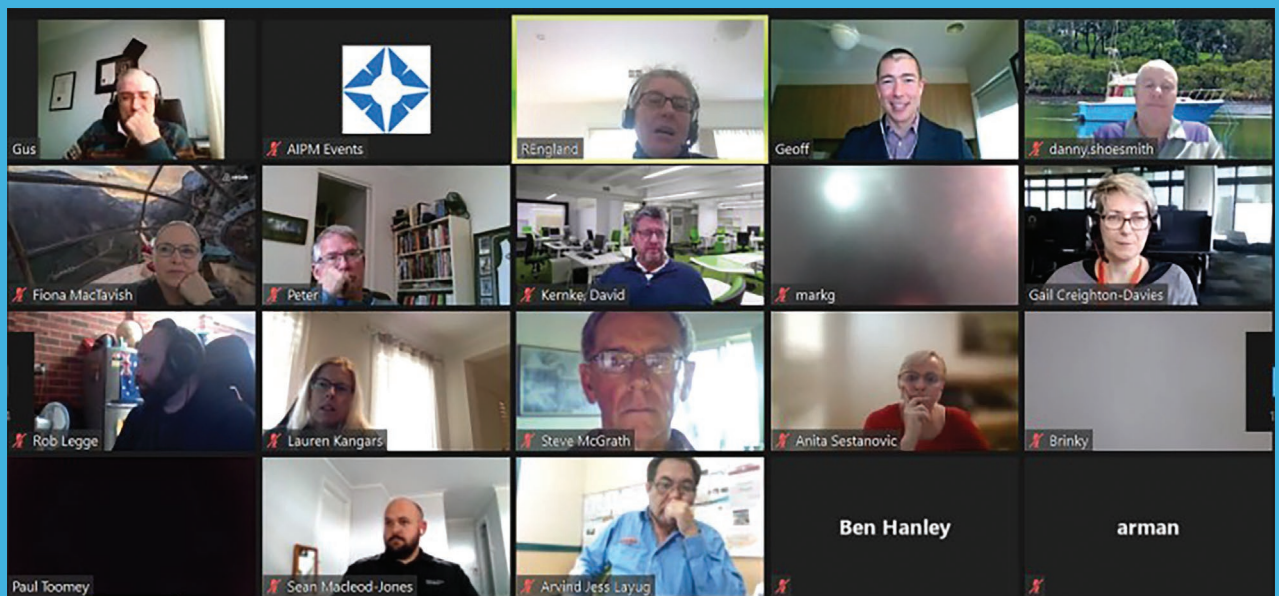 Gus
AIPM Events
REngland
Geoff
danny.shoesmith
Fiona MacTavish
Peter
Kernke, David
markg
Gail Creighton-Davies
Rob Legge
Lauren Kangars
Steve McGrath
Anita Sestanovic
Brinky
Paul Toomey
Sean Macleod-Jones
Arvind Jess Layug
Ben Hanley
arman